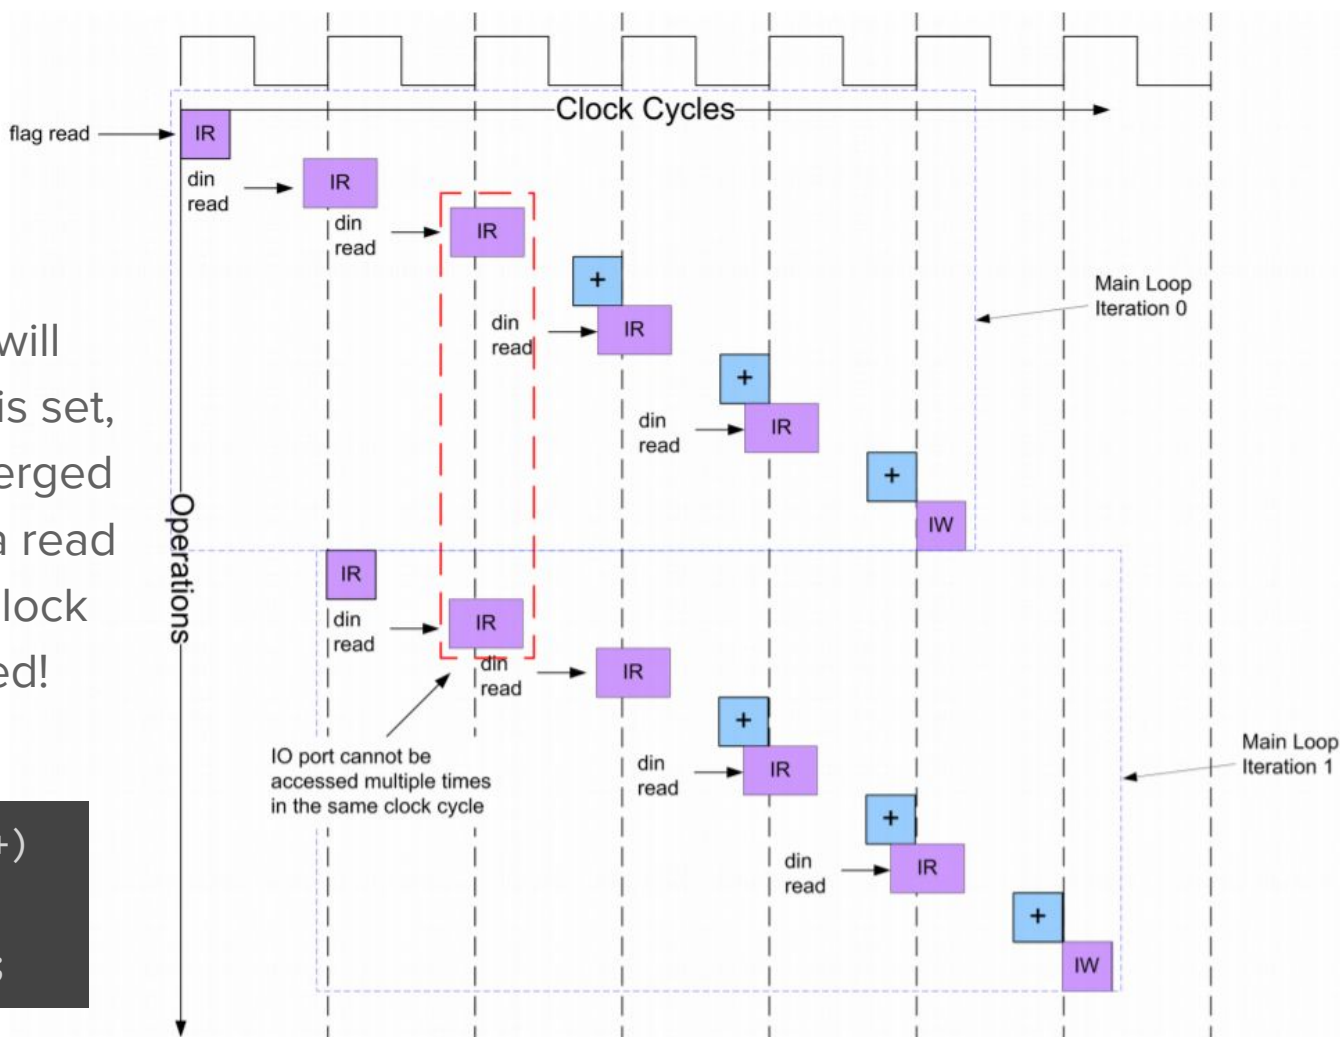 Clock Cycles
flag read
IR
din
read
IR
din
read
IR
+
din
read
IR
+
din
read
IR
+
IW
Main Loop
Iteration 0
will
is set,
erged
a read
lock
ed!
Operations
IR
din
read
IR
din
read
IR
+
din
read
IR
+
din
read
IR
+
IW
IO port cannot be
accessed multiple times
in the same clock cycle
Main Loop
Iteration 1
+)
;